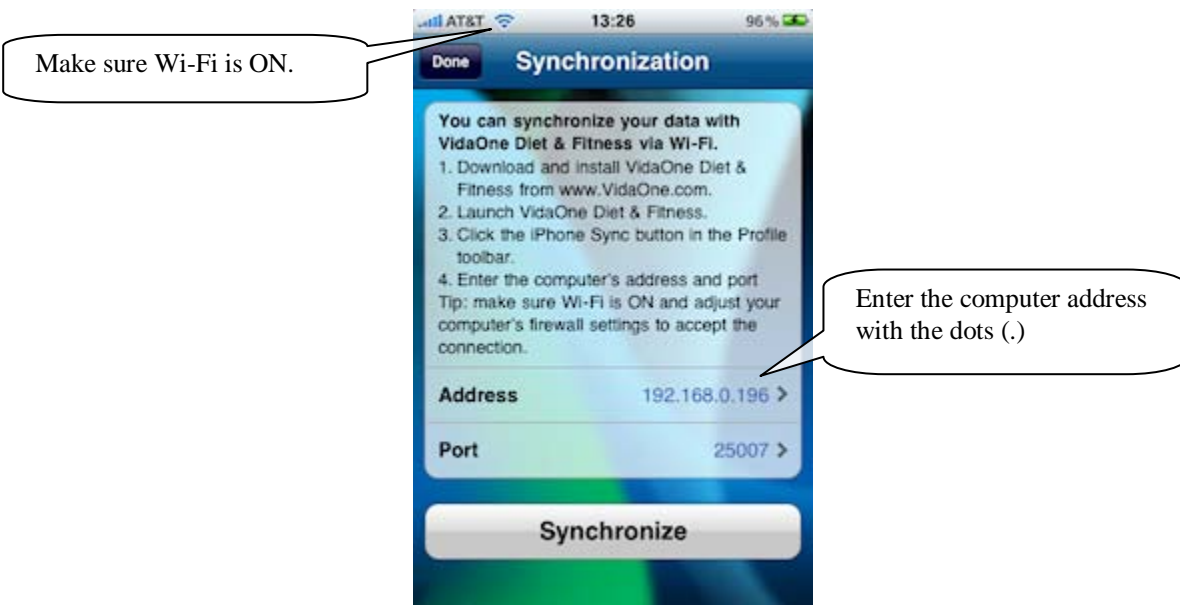 AT&T 13:26 96%
Make sure Wi-Fi is ON.
Done Synchronization
You can synchronize your data with
VidaOne Diet & Fitness via Wi-Fi.
1. Download and install VidaOne Diet &
Fitness from www.VidaOne.com.
2. Launch VidaOne Diet & Fitness.
3. Click the iPhone Sync button in the Profile
toolbar.
4. Enter the computer's address and port
Tip: make sure Wi-Fi is ON and adjust your
computer's firewall settings to accept the
connection.
Enter the computer address
with the dots (.)
Address 192.168.0.196 >
Port 25007 >
Synchronize